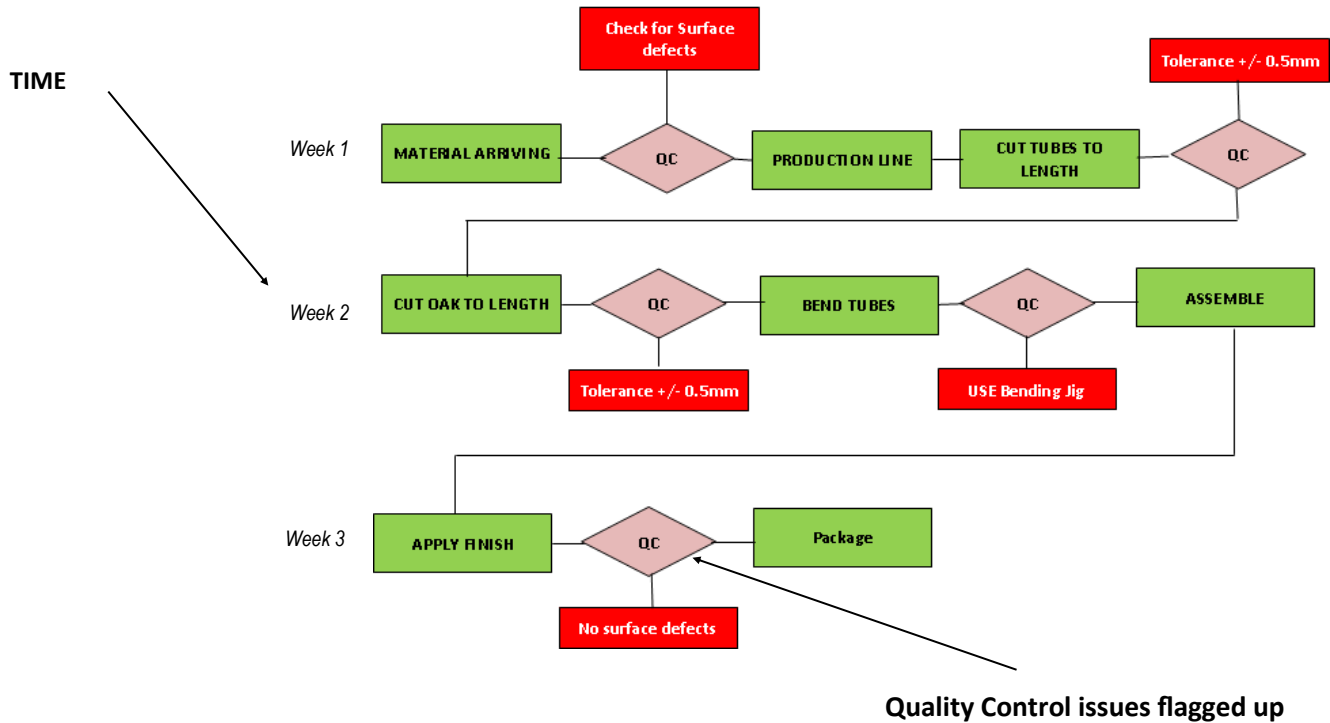 Check for Surface
defects
Tolerance +/- 0.5mm
TIME
Week 1
MATERIAL ARRIVING
QC
PRODUCTION LINE
CUT TUBES TO
LENGTH
QC
Week 2
CUT OAK TO LENGTH
QC
BEND TUBES
QC
ASSEMBLE
Tolerance +/- 0.5mm
USE Bending Jig
Week 3
APPLY FINISH
QC
Package
No surface defects
Quality Control issues flagged up